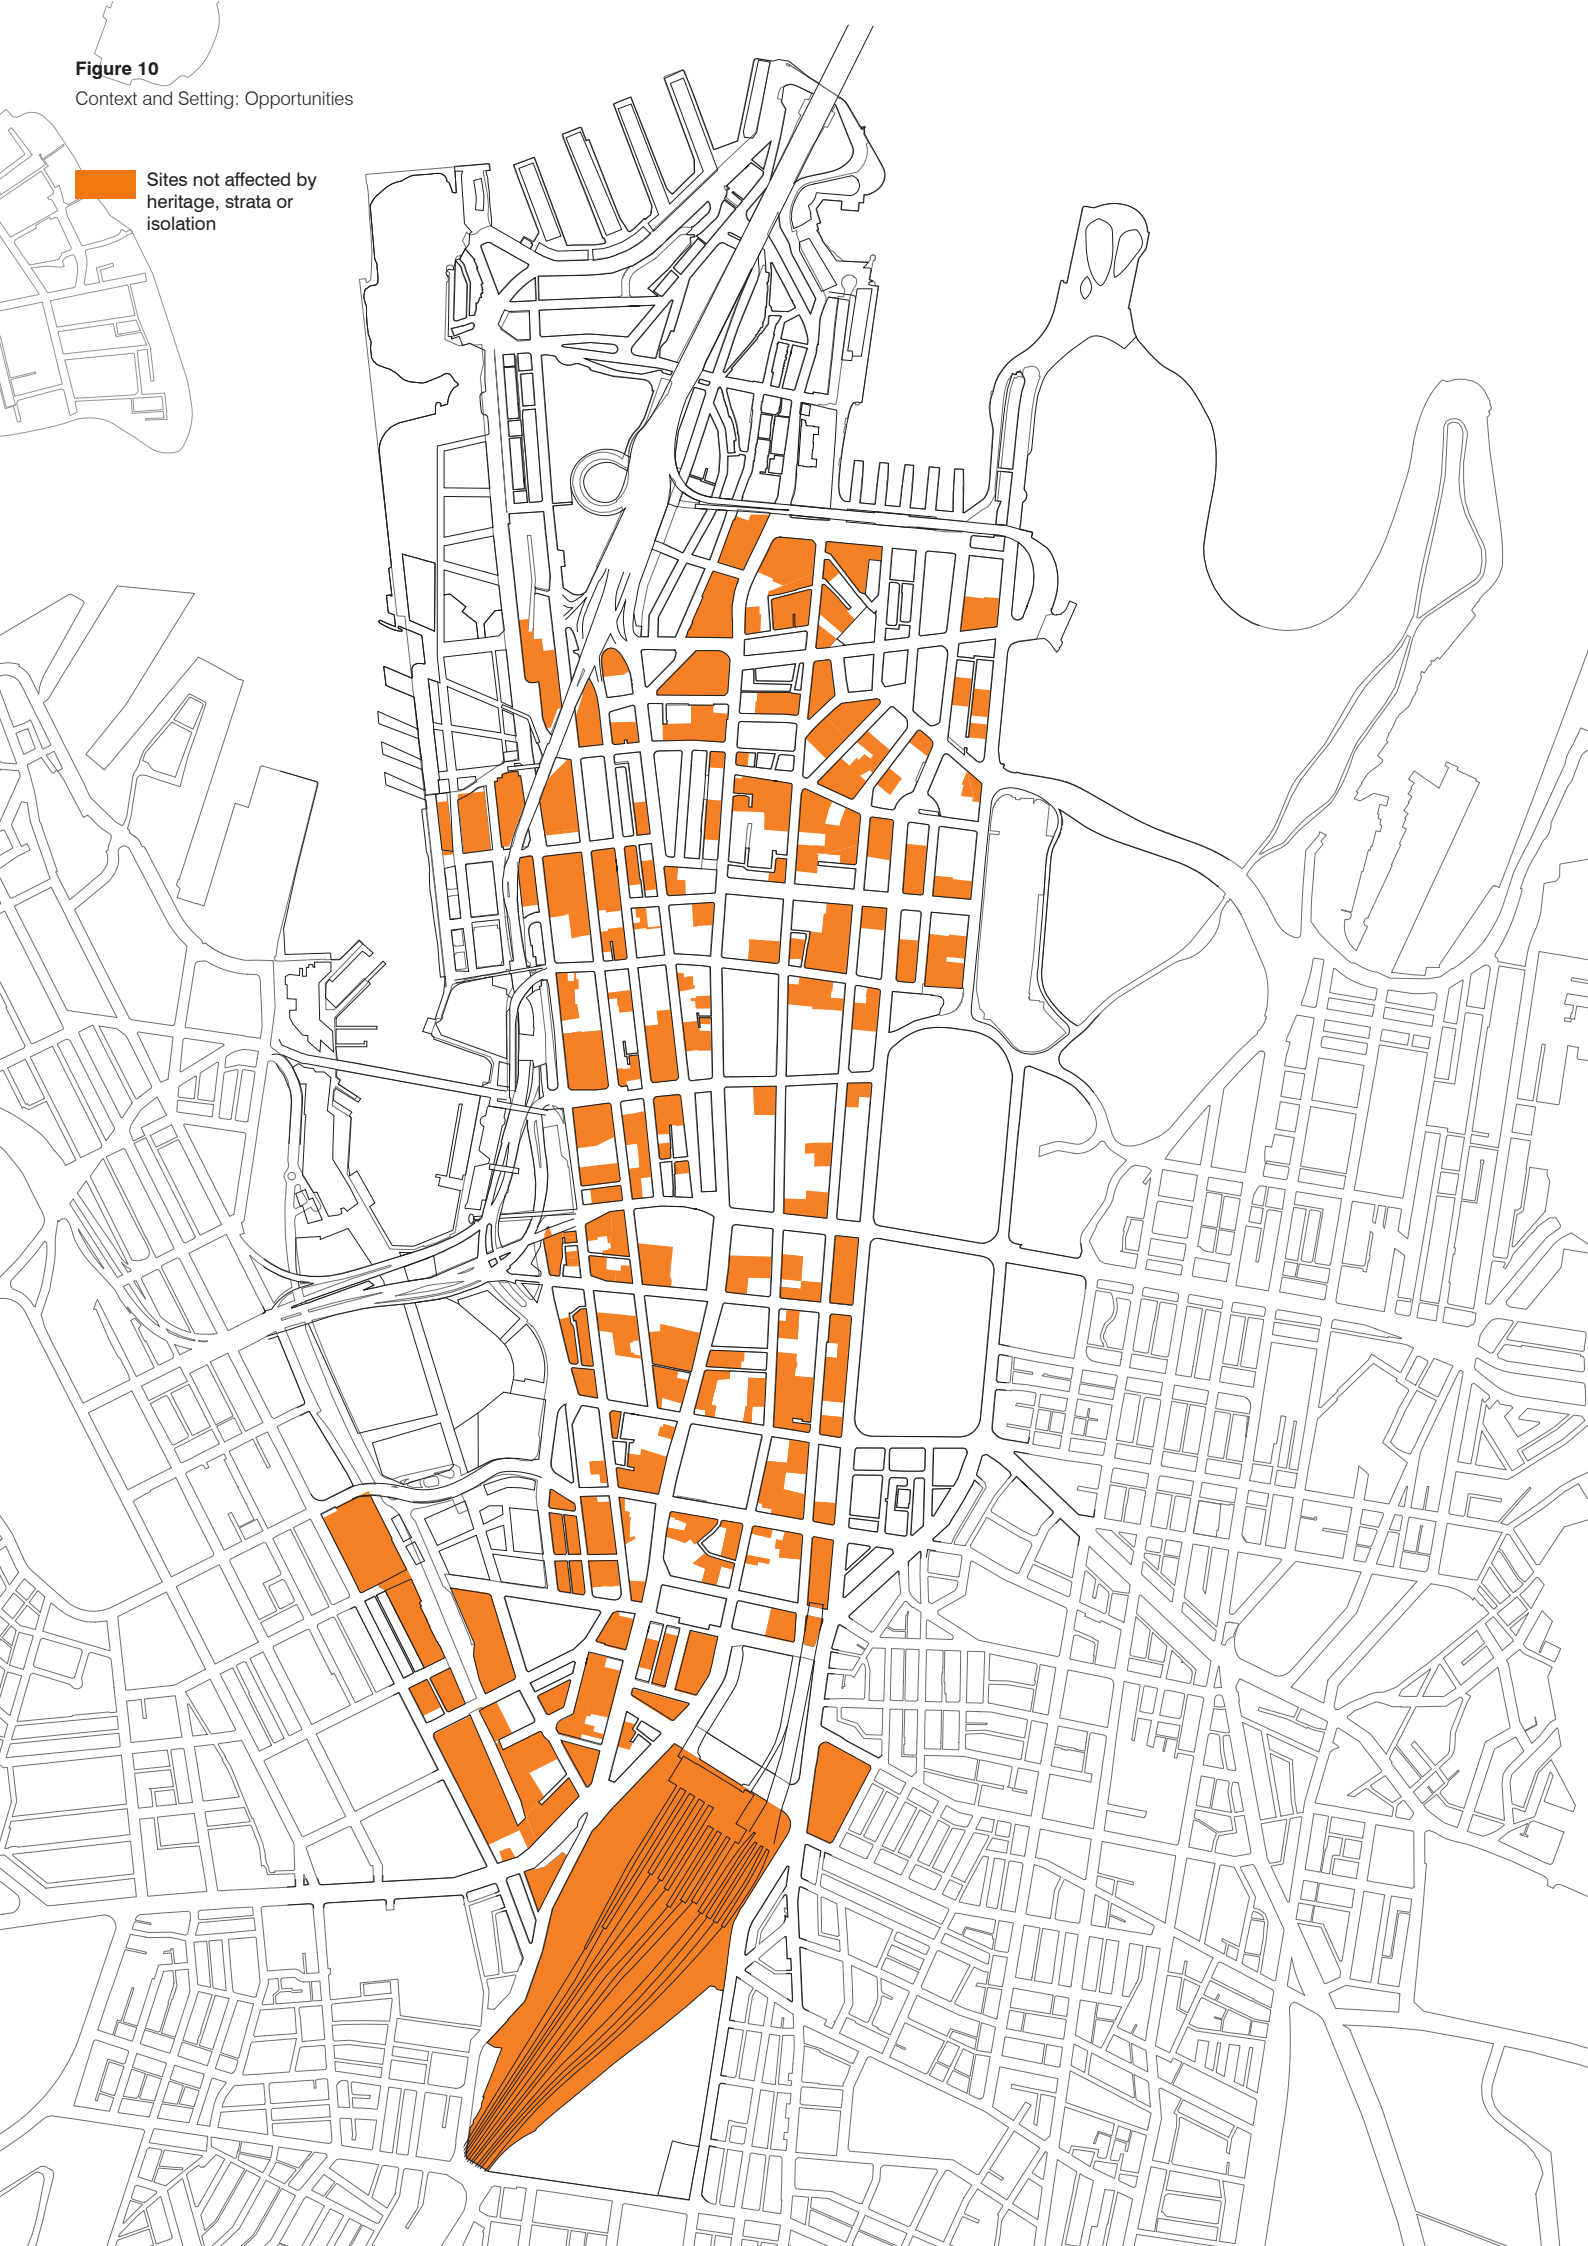 Figure 10
Context and Setting: Opportunities
Sites not affected by
heritage, strata or
isolation